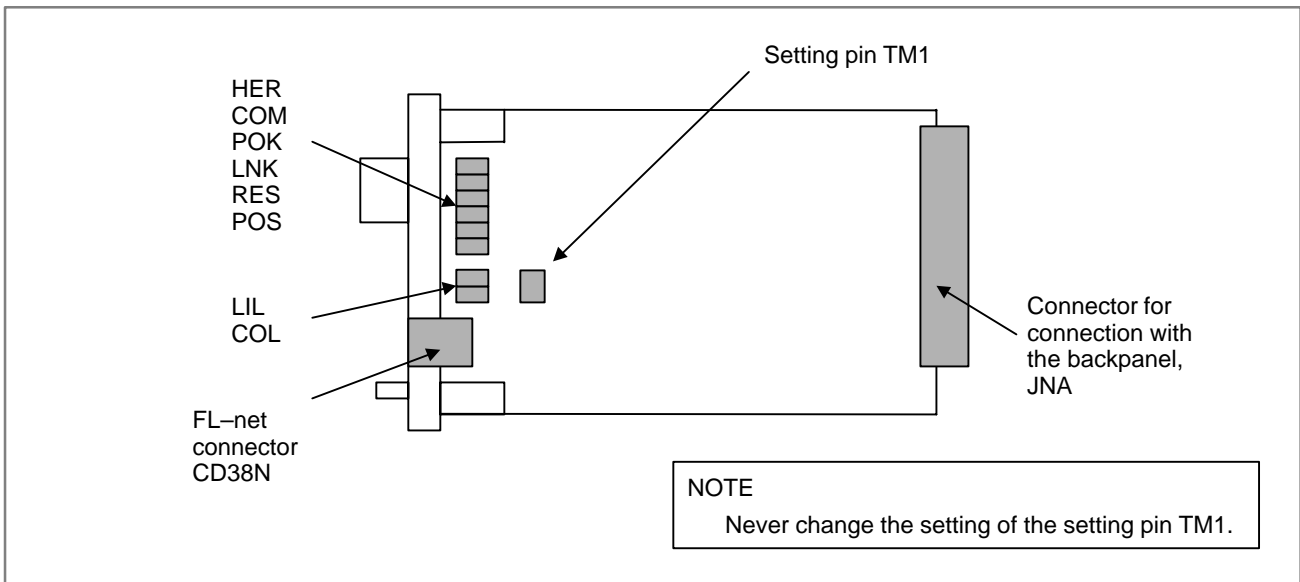 Setting pin TM1
HER
COM
POK
LNK
RES
POS
LIL
COL
Connector for
connection with
the backpanel,
JNA
FL–net
connector
CD38N
NOTE
Never change the setting of the setting pin TM1.